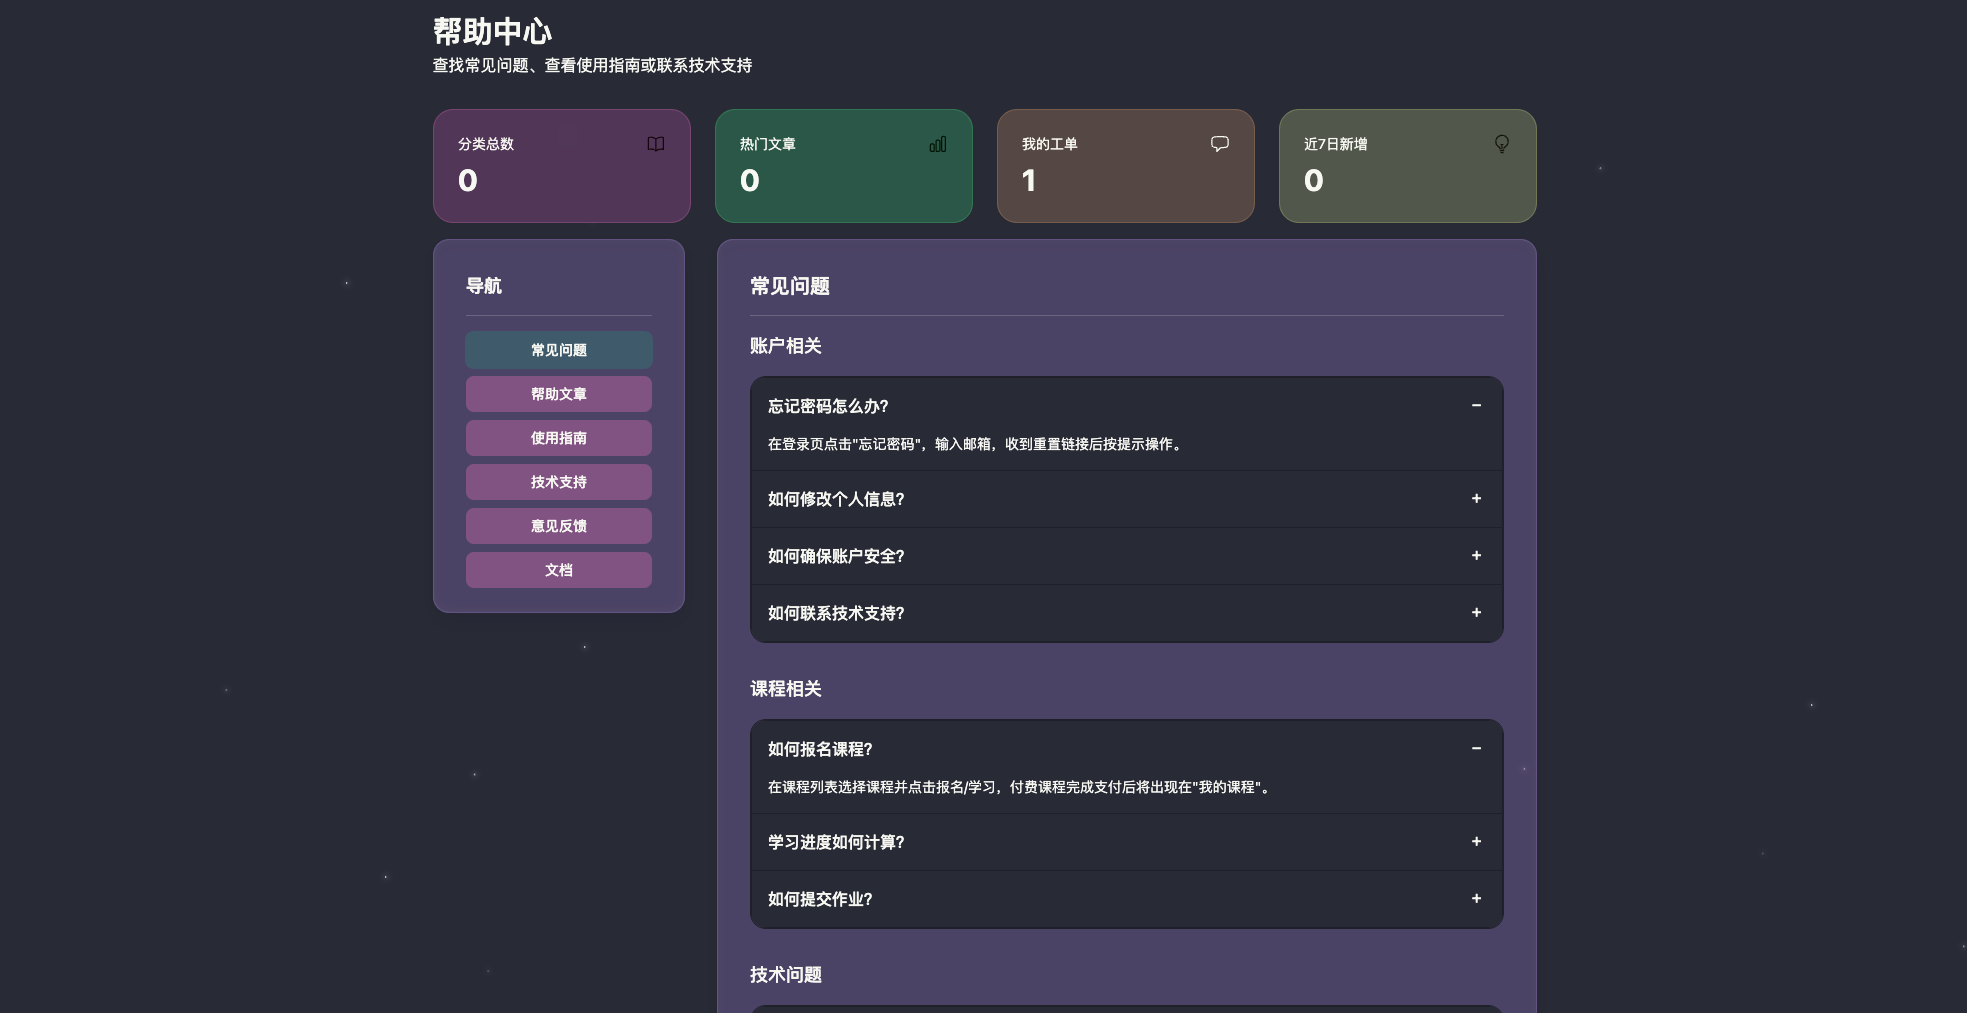 帮助中心
查找常见问题、查看使用指南或联系技术支持
分类总数
0
热门文章
0
我的工单
1
近7日新增
0
导航
常见问题
帮助文章
使用指南
技术支持
意见反馈
文档
常见问题
账户相关
忘记密码怎么办?
在登录页点击"忘记密码"，输入邮箱，收到重置链接后按提示操作。
如何修改个人信息?
如何确保账户安全?
如何联系技术支持?
课程相关
如何报名课程?
在课程列表选择课程并点击报名/学习，付费课程完成支付后将出现在"我的课程"。
学习进度如何计算?
如何提交作业?
技术问题